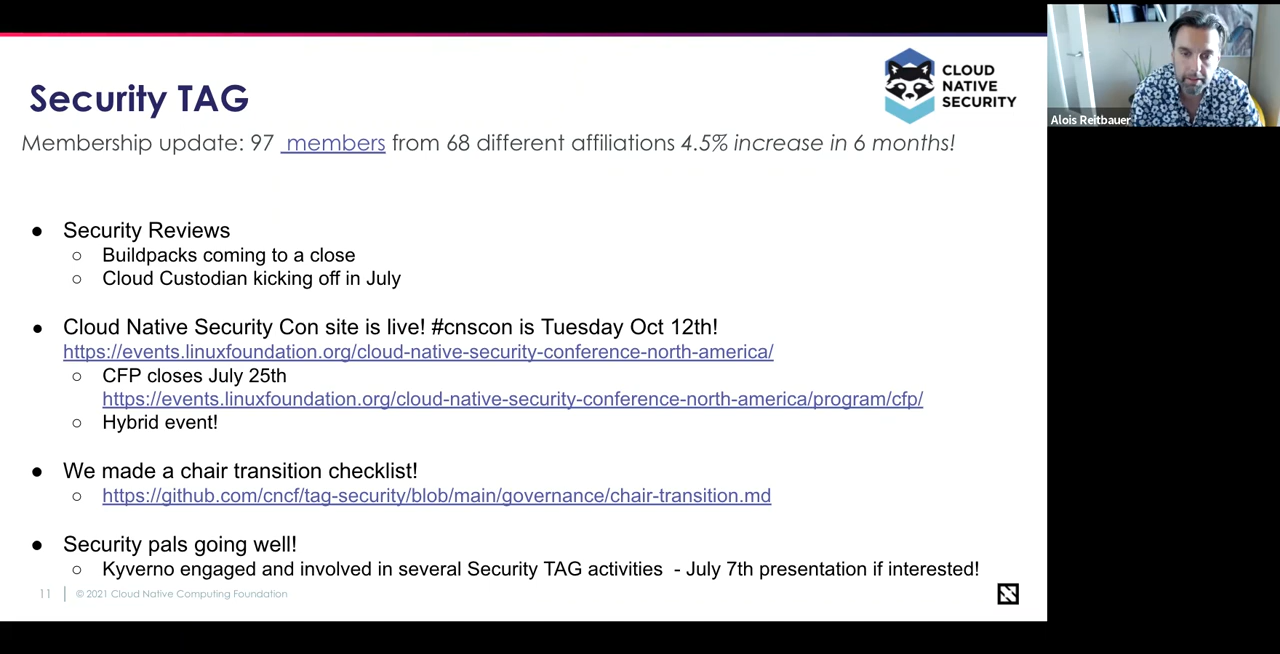 Security TAG
CLOUD
NATIVE
SECURITY
Alois Reitbauer
Membership update: 97 members from 68 different affiliations 4.5% increase in 6 months!
● Security Reviews
○ Buildpacks coming to a close
○ Cloud Custodian kicking off in July
● Cloud Native Security Con site is live! #cnscon is Tuesday Oct 12th!
https://events.linuxfoundation.org/cloud-native-security-conference-north-america/
○ CFP closes July 25th
https://events.linuxfoundation.org/cloud-native-security-conference-north-america/program/cfp/
○ Hybrid event!
● We made a chair transition checklist!
○ https://github.com/cncf/tag-security/blob/main/governance/chair-transition.md
● Security pals going well!
○ Kyverno engaged and involved in several Security TAG activities - July 7th presentation if interested!
11 | © 2021 Cloud Native Computing Foundation